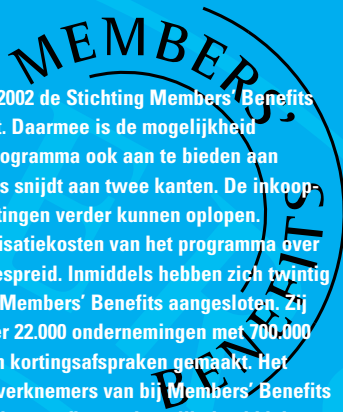 MEMBERS' BENEFITS
2002 de Stichting Members' Benefits
t. Daarmee is de mogelijkheid
rogramma ook aan te bieden aan
s snijdt aan twee kanten. De inkoop-
tingen verder kunnen oplopen.
isatiekosten van het programma over
espreid. Inmiddels hebben zich twintig
Members' Benefits aangesloten. Zij
er 22.000 ondernemingen met 700.000
n kortingsafspraken gemaakt. Het
verknemers van bij Members' Benefits